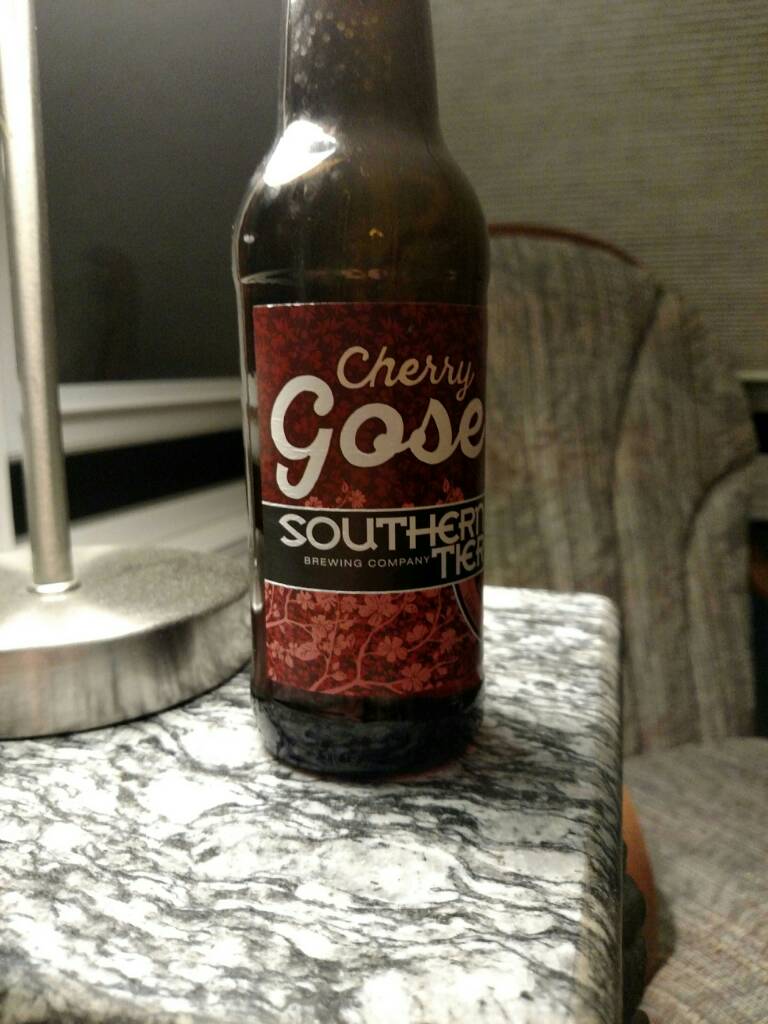 Cherry
Gose
SOUTHERN
BREWING COMPANY TIER